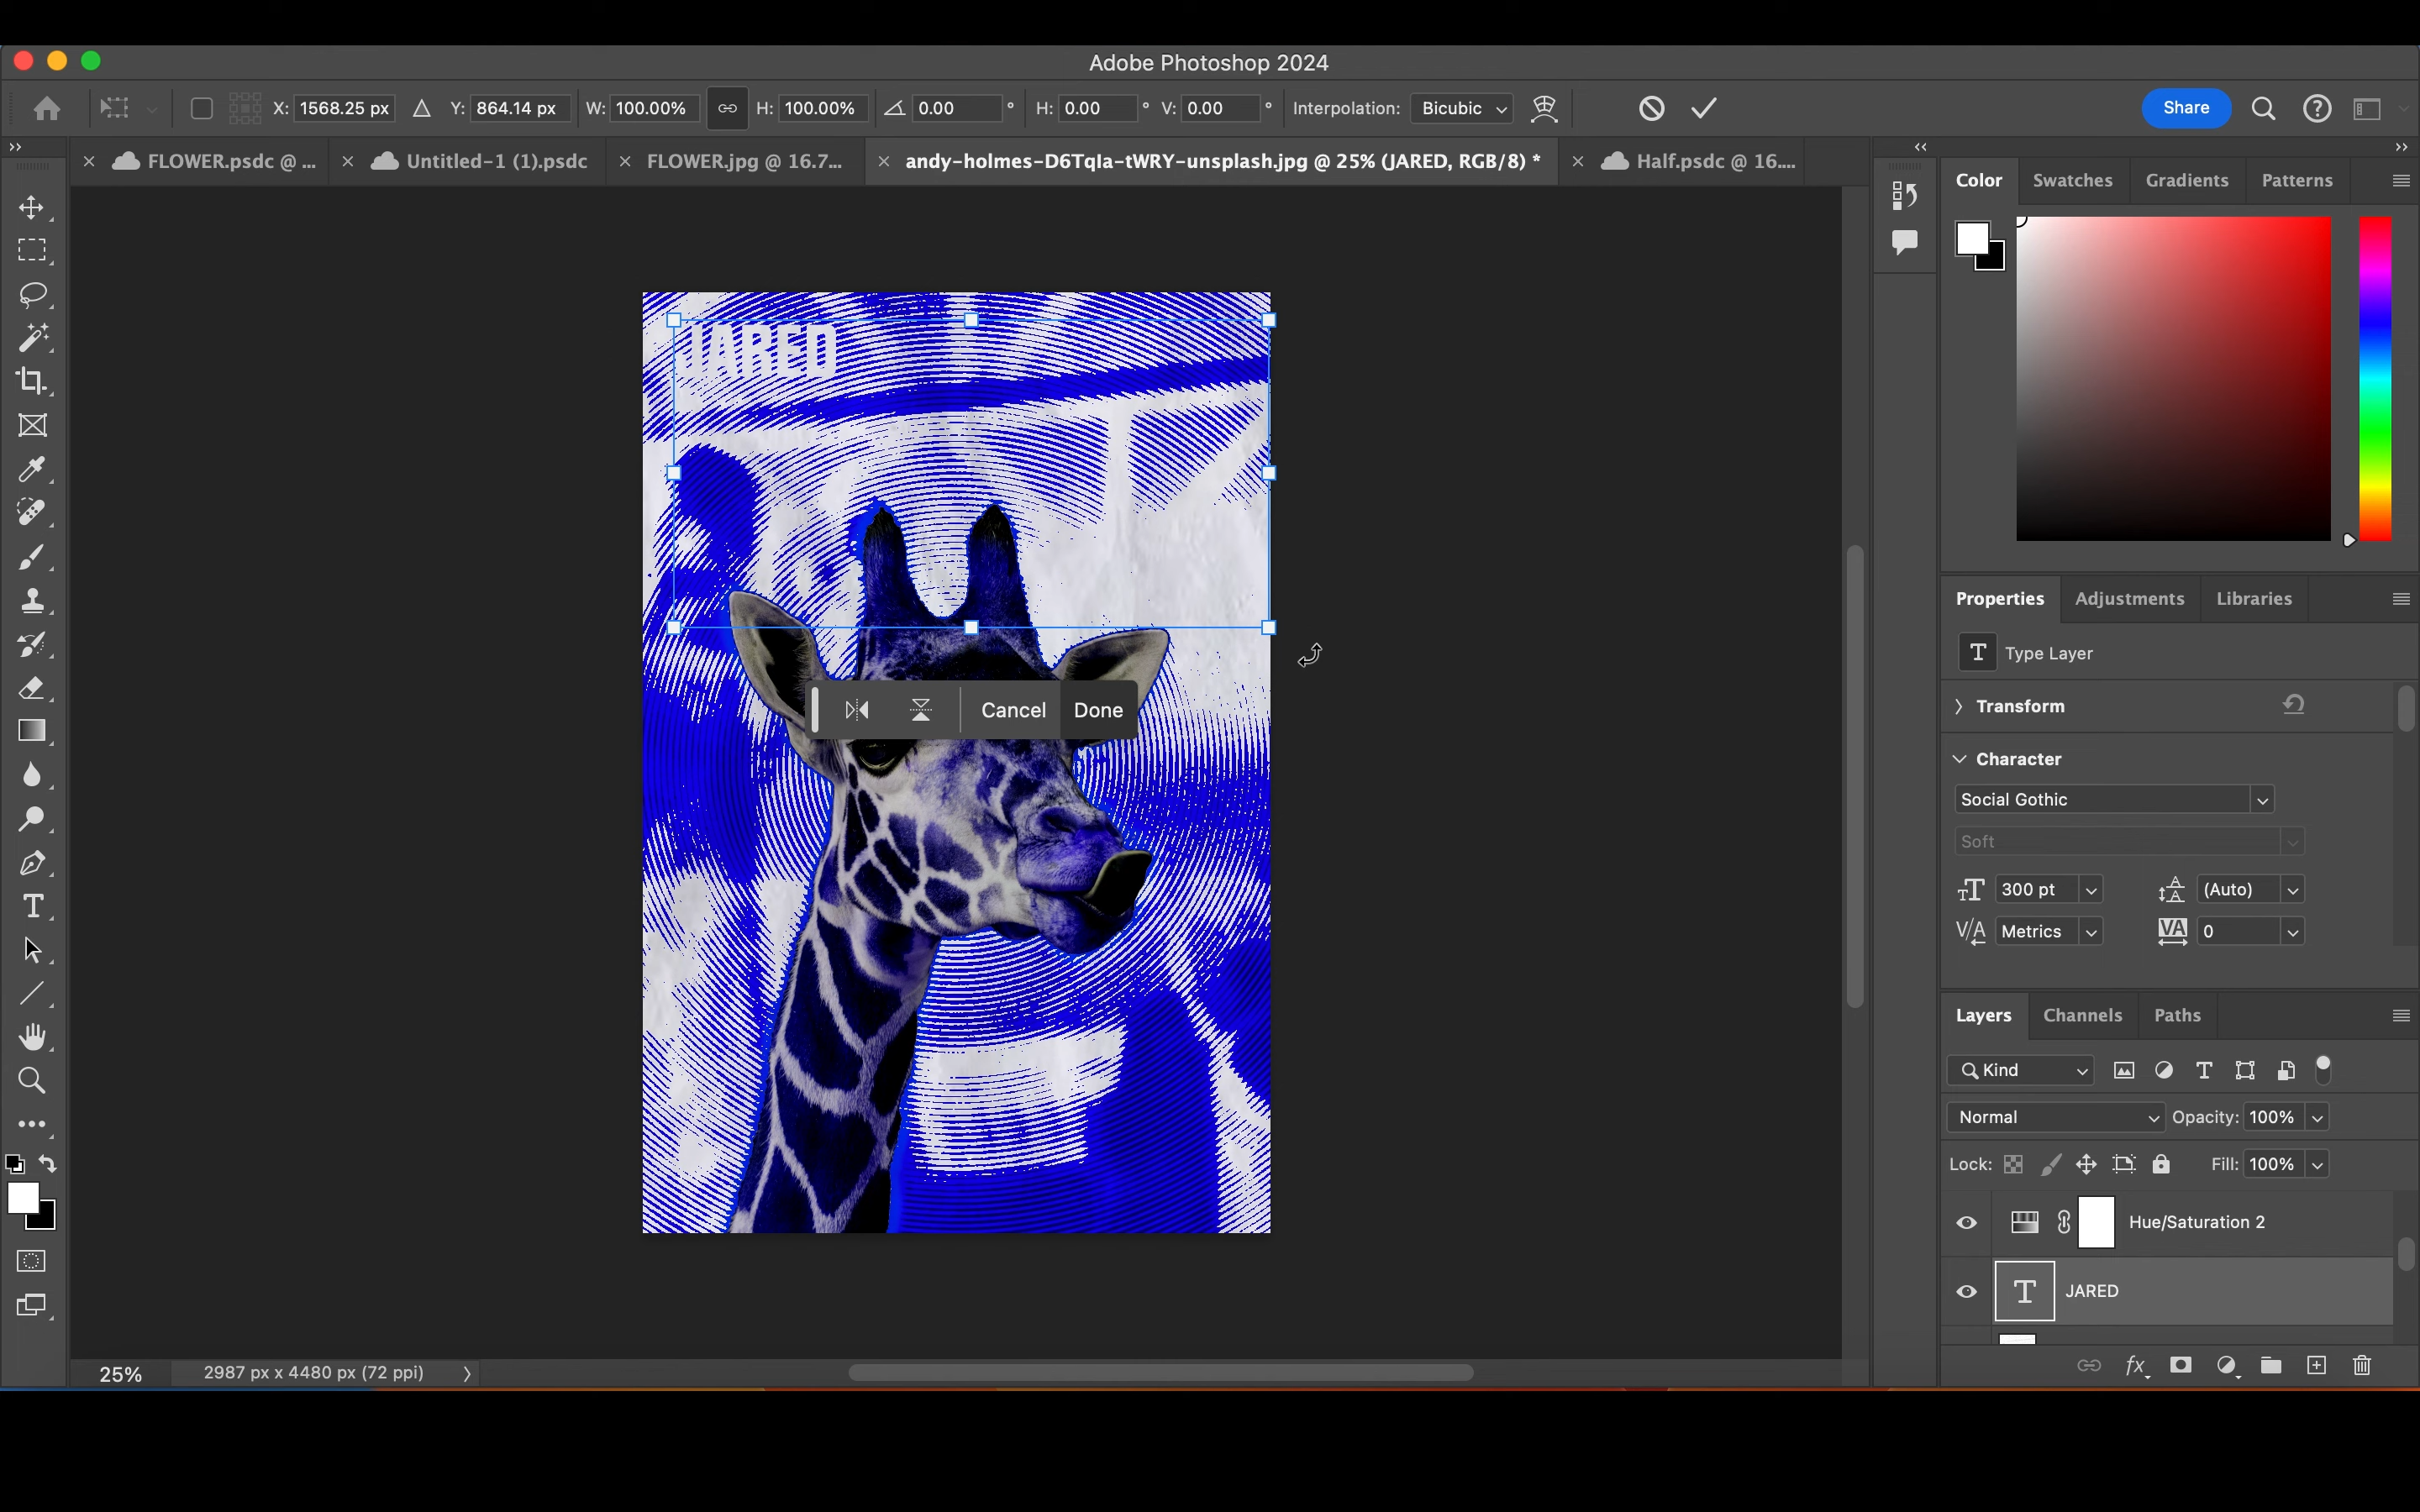 Adobe Photoshop 2024
X: 1568.25 px Y: 864.14 px W: 100.00% H: 100.00% 0.00 ° H: 0.00 ° V: 0.00 ° Interpolation: Bicubic Share
FLOWER.psdc @ ... Untitled-1 (1).psdc FLOWER.jpg @ 16.7... andy-holmes-D6TqIa-tWRY-unsplash.jpg @ 25% (JARED, RGB/8) * Half.psdc @ 16....
JARED
Cancel Done
25% 2987 px x 4480 px (72 ppi)
Color Swatches Gradients Patterns
Properties Adjustments Libraries
T Type Layer
Transform
Character
Social Gothic
Soft
300 pt (Auto)
Metrics 0
Layers Channels Paths
Kind
Normal Opacity: 100%
Lock: Fill: 100%
Hue/Saturation 2
T JARED
fx